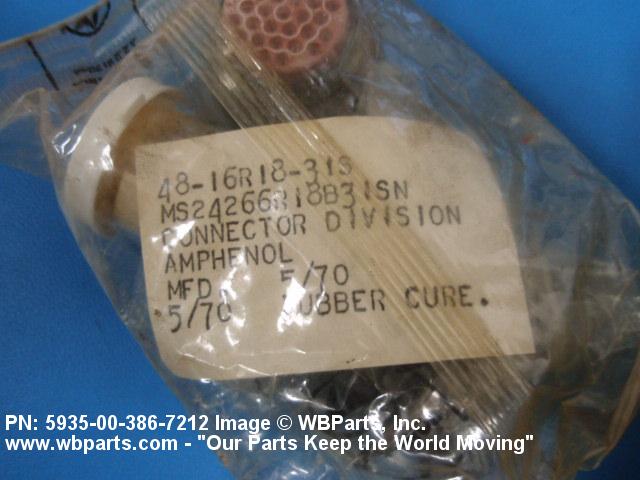 48-16R18-31S
MS24266R18B31SN
CONNECTOR DIVISION
AMPHENOL
MFD 5/70
5/70 RUBBER CURE.
PN: 5935-00-386-7212 Image © WBParts, Inc.
www.wbparts.com - "Our Parts Keep the World Moving"